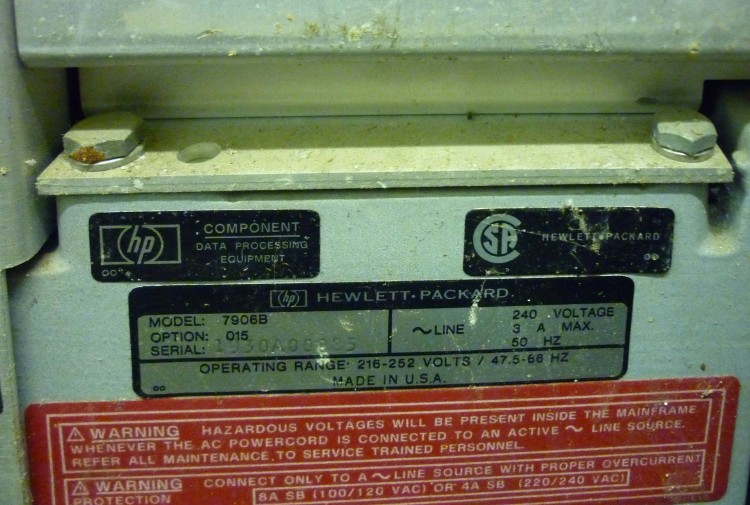 hp
COMPONENT
DATA PROCESSING
EQUIPMENT
SA
HEWLETT•PACKARD
hp HEWLETT•PACKARD
MODEL: 7906B
OPTION: 015
SERIAL:
~LINE
240 VOLTAGE
3 A MAX.
50 HZ
OPERATING RANGE: 216-252 VOLTS / 47.5-66 HZ
MADE IN U.S.A.
WARNING HAZARDOUS VOLTAGES WILL BE PRESENT INSIDE THE MAINFRAME
WHENEVER THE AC POWERCORD IS CONNECTED TO AN ACTIVE ~ LINE SOURCE.
REFER ALL MAINTENANCE TO SERVICE TRAINED PERSONNEL.
WARNING CONNECT ONLY TO A ~ LINE SOURCE WITH PROPER OVERCURRENT
PROTECTION 8A SB (100/120 VAC) OR 4A SB (220/240 VAC)